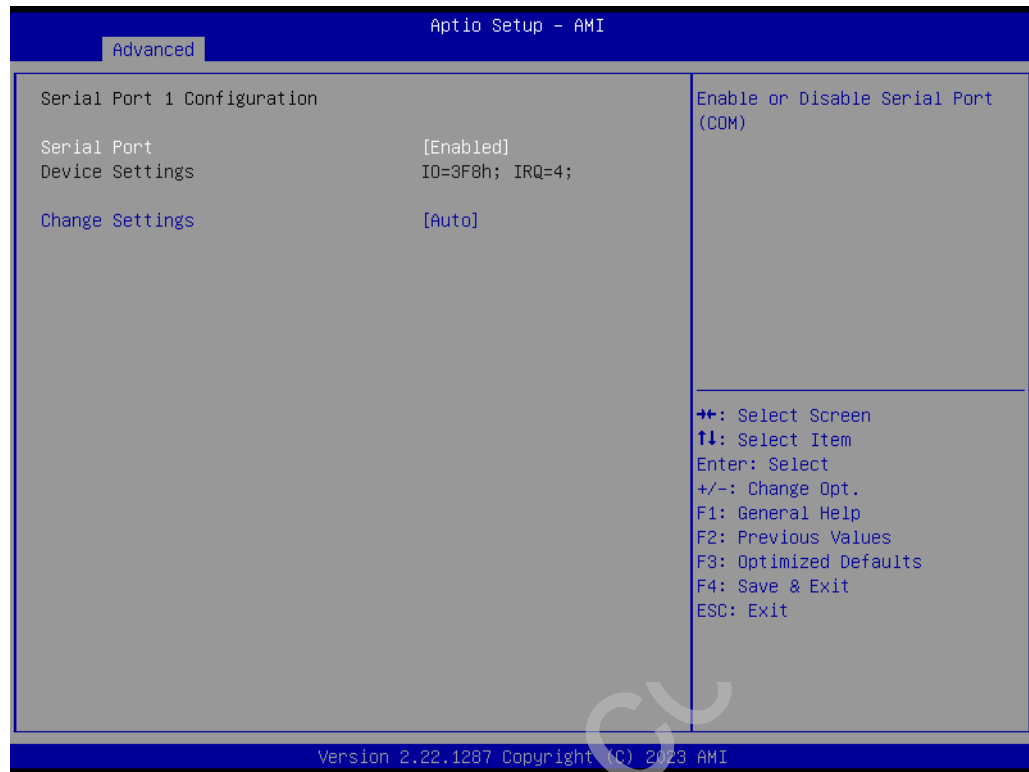 Aptio Setup – AMI
Advanced
Serial Port 1 Configuration
Serial Port [Enabled]
Device Settings IO=3F8h; IRQ=4;
Change Settings [Auto]
Enable or Disable Serial Port
(COM)
→←: Select Screen
↑↓: Select Item
Enter: Select
+/-: Change Opt.
F1: General Help
F2: Previous Values
F3: Optimized Defaults
F4: Save & Exit
ESC: Exit
Version 2.22.1287 Copyright (C) 2023 AMI